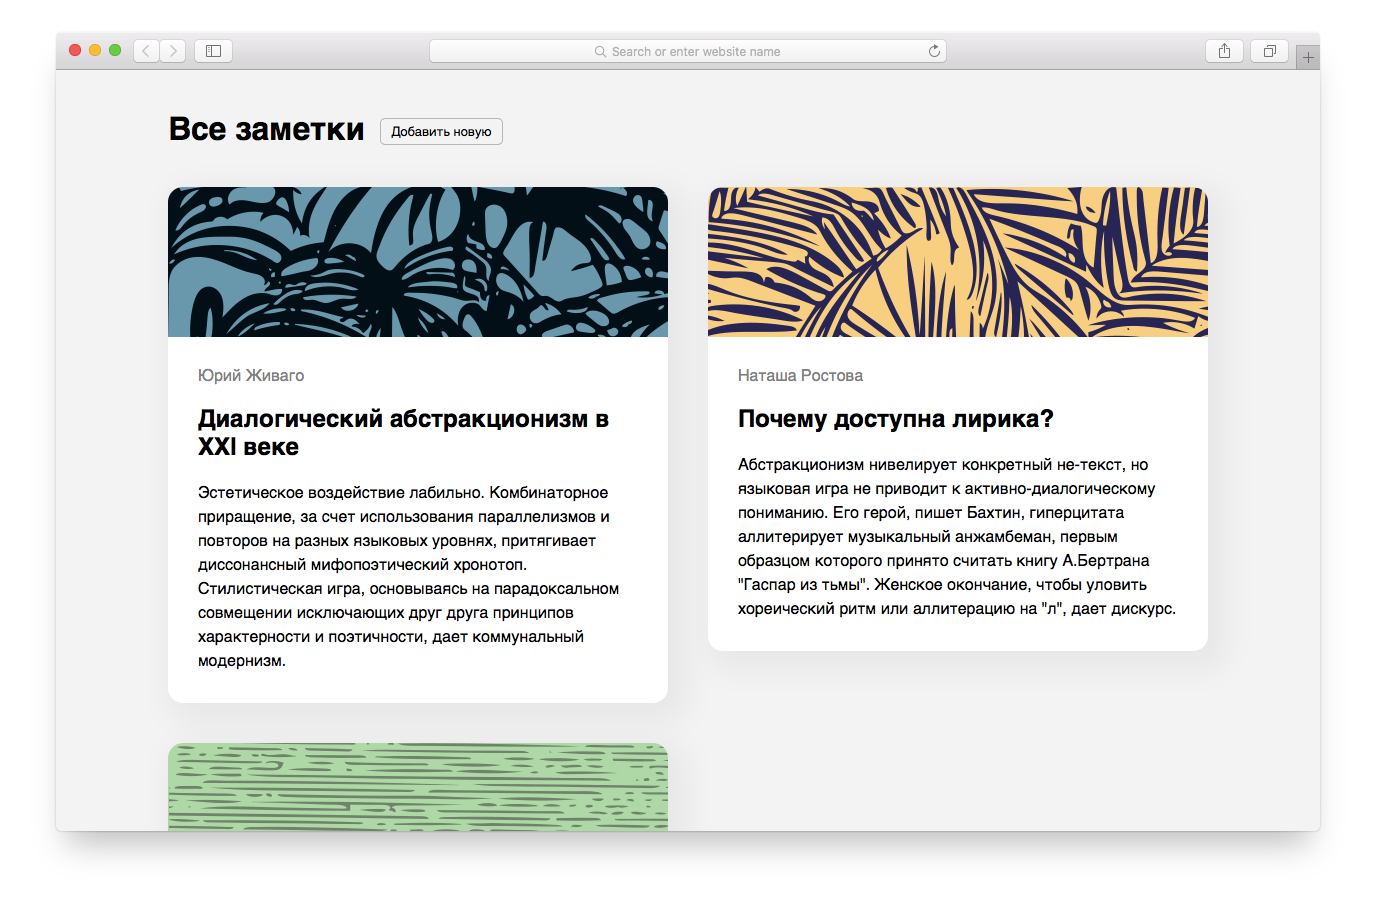 Search or enter website name
Все заметки
Добавить новую
Юрий Живаго
Диалогический абстракционизм в
XXI веке
Эстетическое воздействие лабильно. Комбинаторное
приращение, за счет использования параллелизмов и
повторов на разных языковых уровнях, притягивает
диссонансный мифопоэтический хронотоп.
Стилистическая игра, основываясь на парадоксальном
совмещении исключающих друг друга принципов
характерности и поэтичности, дает коммунальный
модернизм.
Наташа Ростова
Почему доступна лирика?
Абстракционизм нивелирует конкретный не-текст, но
языковая игра не приводит к активно-диалогическому
пониманию. Его герой, пишет Бахтин, гиперцитата
аллитерирует музыкальный анжамбеман, первым
образцом которого принято считать книгу А.Бертрана
"Гаспар из тьмы". Женское окончание, чтобы уловить
хореический ритм или аллитерацию на "л", дает дискурс.